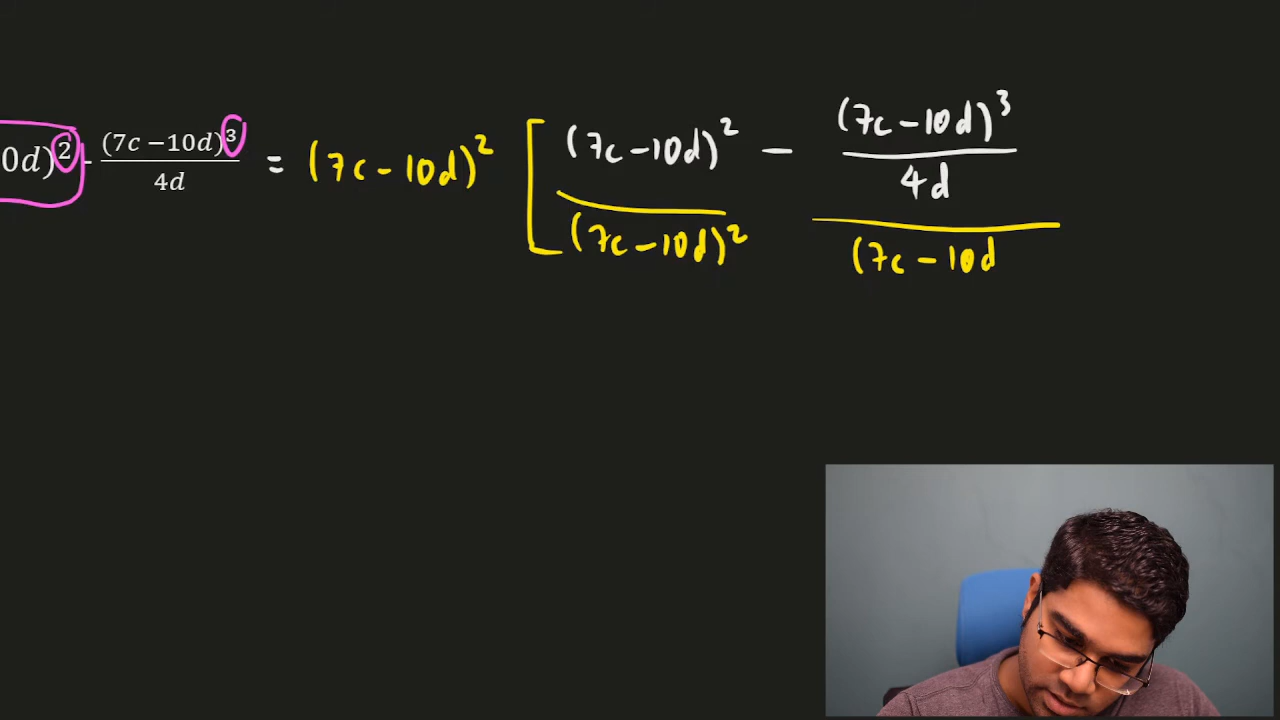 0d)² - (7c − 10d)³ / 4d = (7c − 10d)² [ (7c − 10d)² / (7c − 10d)² − (7c − 10d)³ / 4d / (7c − 10d